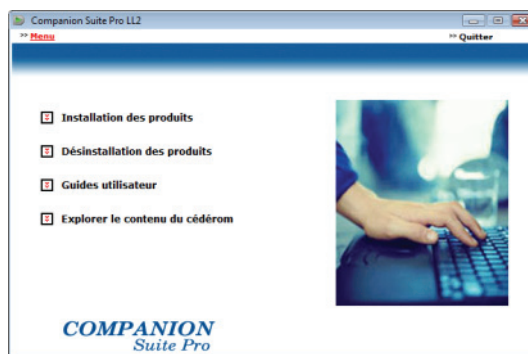 Companion Suite Pro LL2
>> Menu
>> Quitter
Installation des produits
Désinstallation des produits
Guides utilisateur
Explorer le contenu du cédérom
COMPANION
Suite Pro